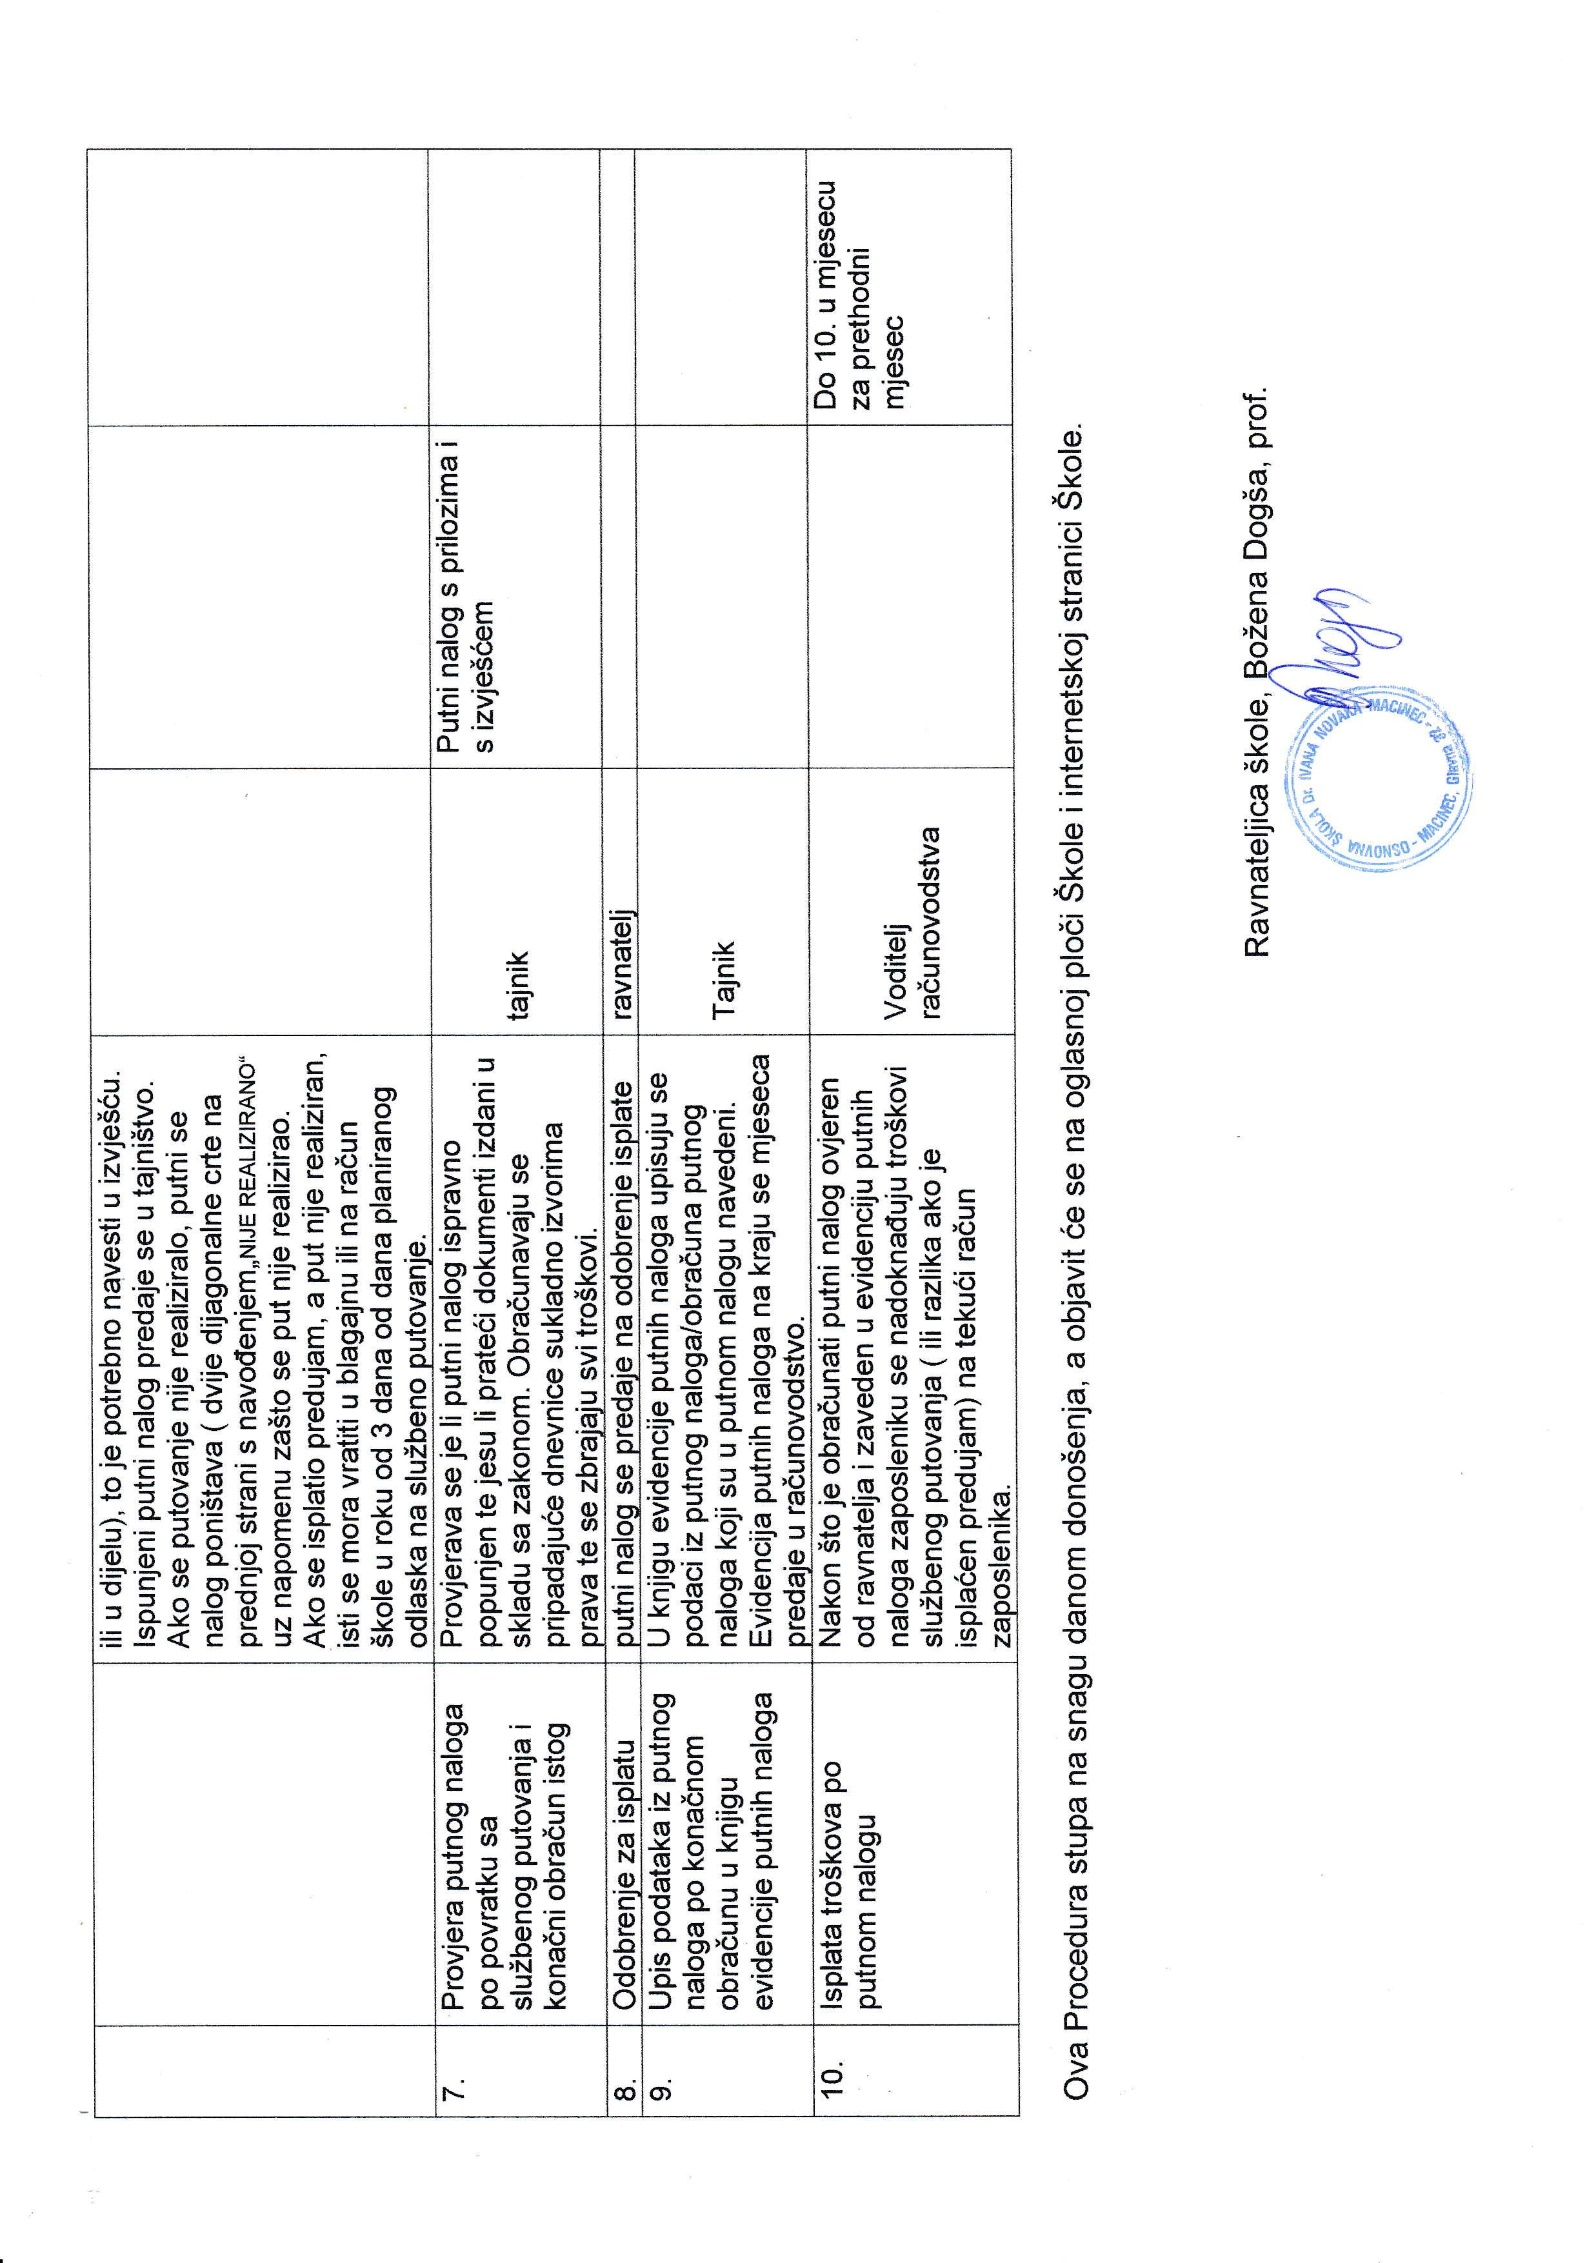 ili u dijelu), to je potrebno navesti u izvješću.
Ispunjeni putni nalog predaje se u tajništvo.
Ako se putovanje nije realiziralo, putni se
nalog poništava ( dvije dijagonalne crte na
prednjoj strani s navođenjem„NIJE REALIZIRANO“
uz napomenu zašto se put nije realizirao.
Ako se isplatio predujam, a put nije realiziran,
isti se mora vratiti u blagajnu ili na račun
škole u roku od 3 dana od dana planiranog
odlaska na službeno putovanje.
7.
Provjera putnog naloga
po povratku sa
službenog putovanja i
konačni obračun istog
Provjerava se je li putni nalog ispravno
popunjen te jesu li prateći dokumenti izdani u
skladu sa zakonom. Obračunavaju se
pripadajuće dnevnice sukladno izvorima
prava te se zbrajaju svi troškovi.
tajnik
Putni nalog s prilozima i
s izvješćem
8.
Odobrenje za isplatu
putni nalog se predaje na odobrenje isplate
ravnatelj
9.
Upis podataka iz putnog
naloga po konačnom
obračunu u knjigu
evidencije putnih naloga
U knjigu evidencije putnih naloga upisuju se
podaci iz putnog naloga/obračuna putnog
naloga koji su u putnom nalogu navedeni.
Evidencija putnih naloga na kraju se mjeseca
predaje u računovodstvo.
Tajnik
10.
Isplata troškova po
putnom nalogu
Nakon što je obračunati putni nalog ovjeren
od ravnatelja i zaveden u evidenciju putnih
naloga zaposleniku se nadoknađuju troškovi
službenog putovanja ( ili razlika ako je
isplaćen predujam) na tekući račun
zaposlenika.
Voditelj
računovodstva
Do 10. u mjesecu
za prethodni
mjesec
Ova Procedura stupa na snagu danom donošenja, a objavit će se na oglasnoj ploči Škole i internetskoj stranici Škole.
Ravnateljica škole, Božena Dogša, prof.
OSNOVNA ŠKOLA Dr. IVANA NOVAKA MACINEC - MACINEC, Glavna 32